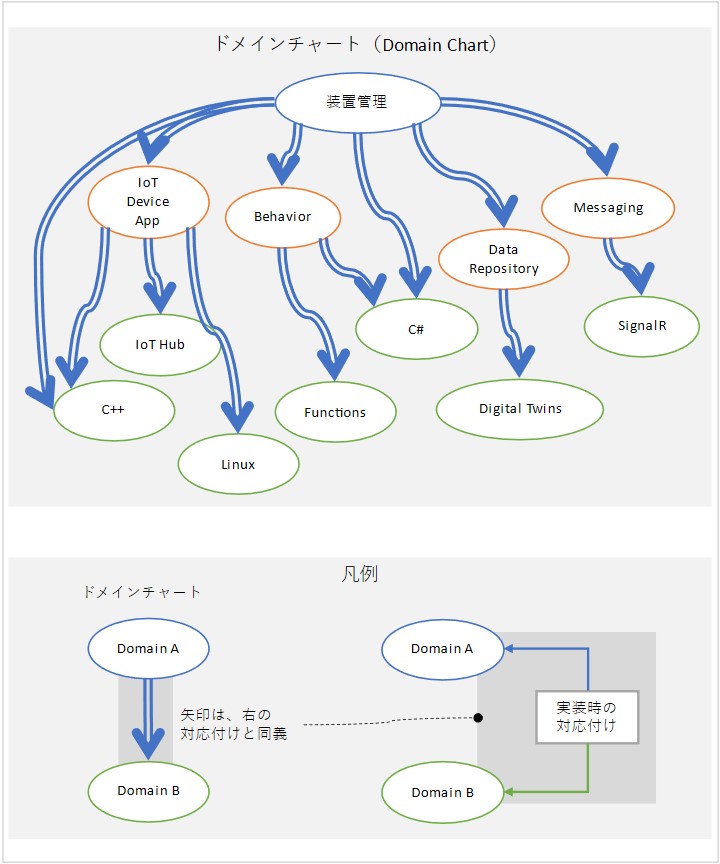 ドメインチャート（Domain Chart）
装置管理
IoT
Device
App
Behavior
Messaging
Data
Repository
IoT Hub
C#
SignalR
C++
Functions
Digital Twins
Linux
凡例
ドメインチャート
Domain A
Domain A
矢印は、右の
対応付けと同義
実装時の
対応付け
Domain B
Domain B